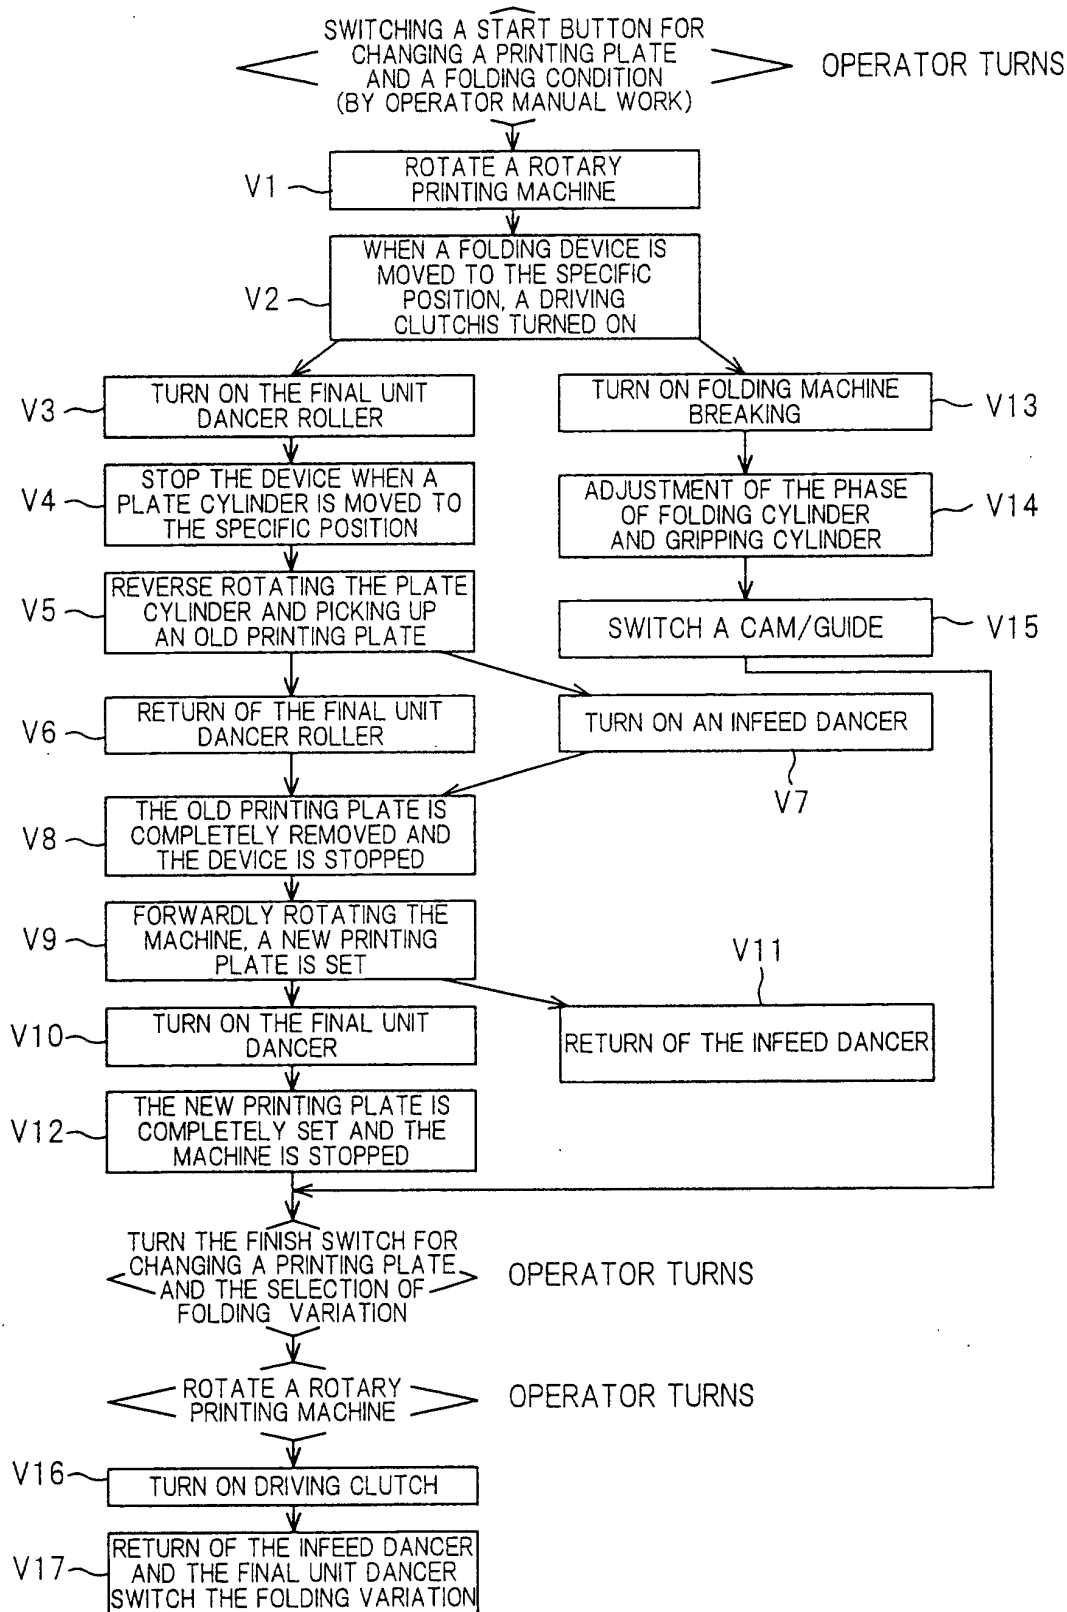 SWITCHING A START BUTTON FOR
CHANGING A PRINTING PLATE
AND A FOLDING CONDITION
(BY OPERATOR MANUAL WORK)
OPERATOR TURNS
V1
ROTATE A ROTARY
PRINTING MACHINE
V2
WHEN A FOLDING DEVICE IS
MOVED TO THE SPECIFIC
POSITION, A DRIVING
CLUTCHIS TURNED ON
V3
TURN ON THE FINAL UNIT
DANCER ROLLER
TURN ON FOLDING MACHINE
BREAKING
V13
V4
STOP THE DEVICE WHEN A
PLATE CYLINDER IS MOVED TO
THE SPECIFIC POSITION
ADJUSTMENT OF THE PHASE
OF FOLDING CYLINDER
AND GRIPPING CYLINDER
V14
V5
REVERSE ROTATING THE PLATE
CYLINDER AND PICKING UP
AN OLD PRINTING PLATE
SWITCH A CAM/GUIDE
V15
V6
RETURN OF THE FINAL UNIT
DANCER ROLLER
TURN ON AN INFEED DANCER
V7
V8
THE OLD PRINTING PLATE IS
COMPLETELY REMOVED AND
THE DEVICE IS STOPPED
V9
FORWARDLY ROTATING THE
MACHINE, A NEW PRINTING
PLATE IS SET
V11
V10
TURN ON THE FINAL UNIT
DANCER
RETURN OF THE INFEED DANCER
V12
THE NEW PRINTING PLATE IS
COMPLETELY SET AND THE
MACHINE IS STOPPED
TURN THE FINISH SWITCH FOR
CHANGING A PRINTING PLATE
AND THE SELECTION OF
FOLDING VARIATION
OPERATOR TURNS
ROTATE A ROTARY
PRINTING MACHINE
OPERATOR TURNS
V16
TURN ON DRIVING CLUTCH
V17
RETURN OF THE INFEED DANCER
AND THE FINAL UNIT DANCER
SWITCH THE FOLDING VARIATION